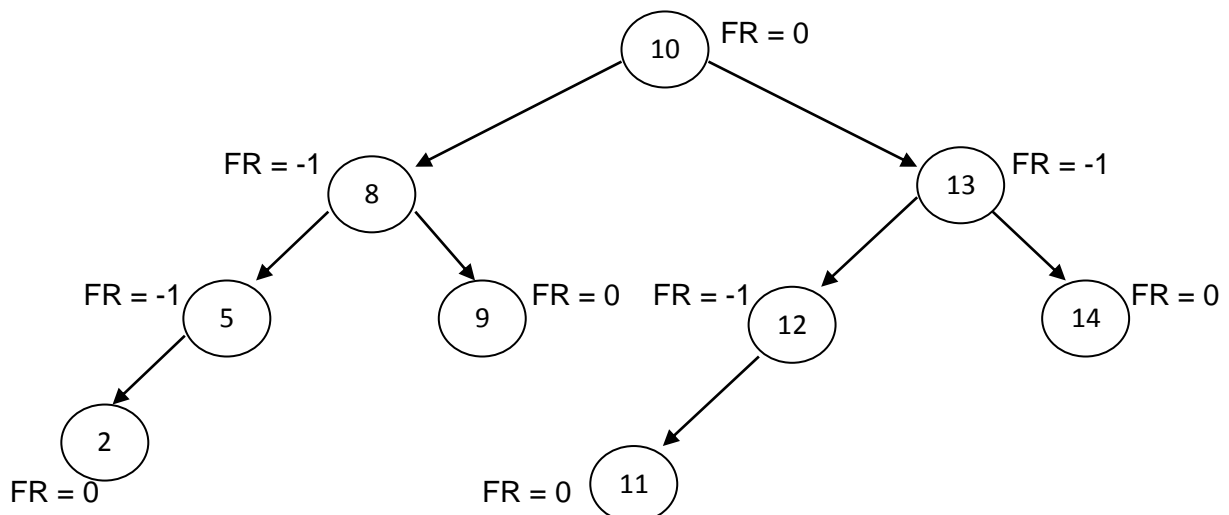 10 FR = 0
FR = -1 8
13 FR = -1
FR = -1 5
9 FR = 0
FR = -1 12
14 FR = 0
2
FR = 0
FR = 0 11